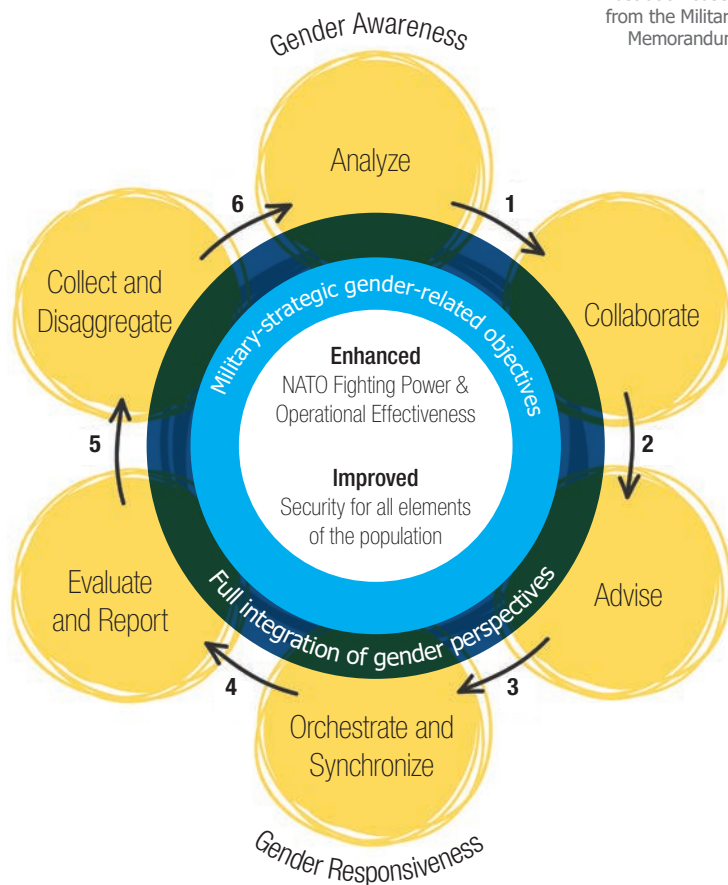 from the Militar
Memorandur
Gender Awareness
Analyze
6
1
Collect and
Disaggregate
Collaborate
Military-strategic gender-related objectives
Enhanced
NATO Fighting Power &
Operational Effectiveness
5
2
Improved
Security for all elements
of the population
Evaluate
and Report
Advise
Full integration of gender perspectives
4
3
Orchestrate and
Synchronize
Gender Responsiveness